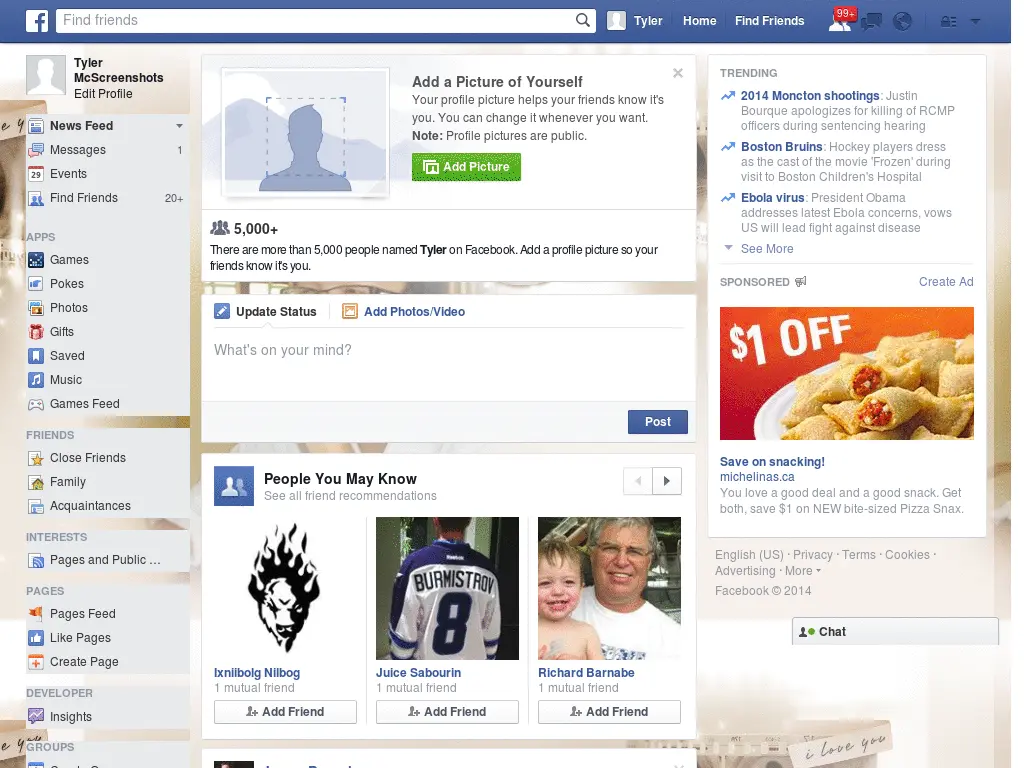 Find friends
Tyler
Home
Find Friends
99+
Tyler
McScreenshots
Edit Profile
News Feed
Messages 1
29 Events
Find Friends 20+
APPS
Games
Pokes
Photos
Gifts
Saved
Music
Games Feed
FRIENDS
Close Friends
Family
Acquaintances
INTERESTS
Pages and Public ...
PAGES
Pages Feed
Like Pages
Create Page
DEVELOPER
Insights
GROUPS
Add a Picture of Yourself
Your profile picture helps your friends know it's
you. You can change it whenever you want.
Note: Profile pictures are public.
Add Picture
5,000+
There are more than 5,000 people named Tyler on Facebook. Add a profile picture so your
friends know it's you.
Update Status
Add Photos/Video
What's on your mind?
Post
People You May Know
See all friend recommendations
Reebok
BURMISTROV
8
Ixniibolg Nilbog
1 mutual friend
Add Friend
Juice Sabourin
1 mutual friend
Add Friend
Richard Barnabe
1 mutual friend
Add Friend
TRENDING
2014 Moncton shootings: Justin
Bourque apologizes for killing of RCMP
officers during sentencing hearing
Boston Bruins: Hockey players dress
as the cast of the movie 'Frozen' during
visit to Boston Children's Hospital
Ebola virus: President Obama
addresses latest Ebola concerns, vows
US will lead fight against disease
See More
SPONSORED
Create Ad
$1 OFF
Save on snacking!
michelinas.ca
You love a good deal and a good snack. Get
both, save $1 on NEW bite-sized Pizza Snax.
English (US) · Privacy · Terms · Cookies ·
Advertising · More
Facebook © 2014
Chat
i love you